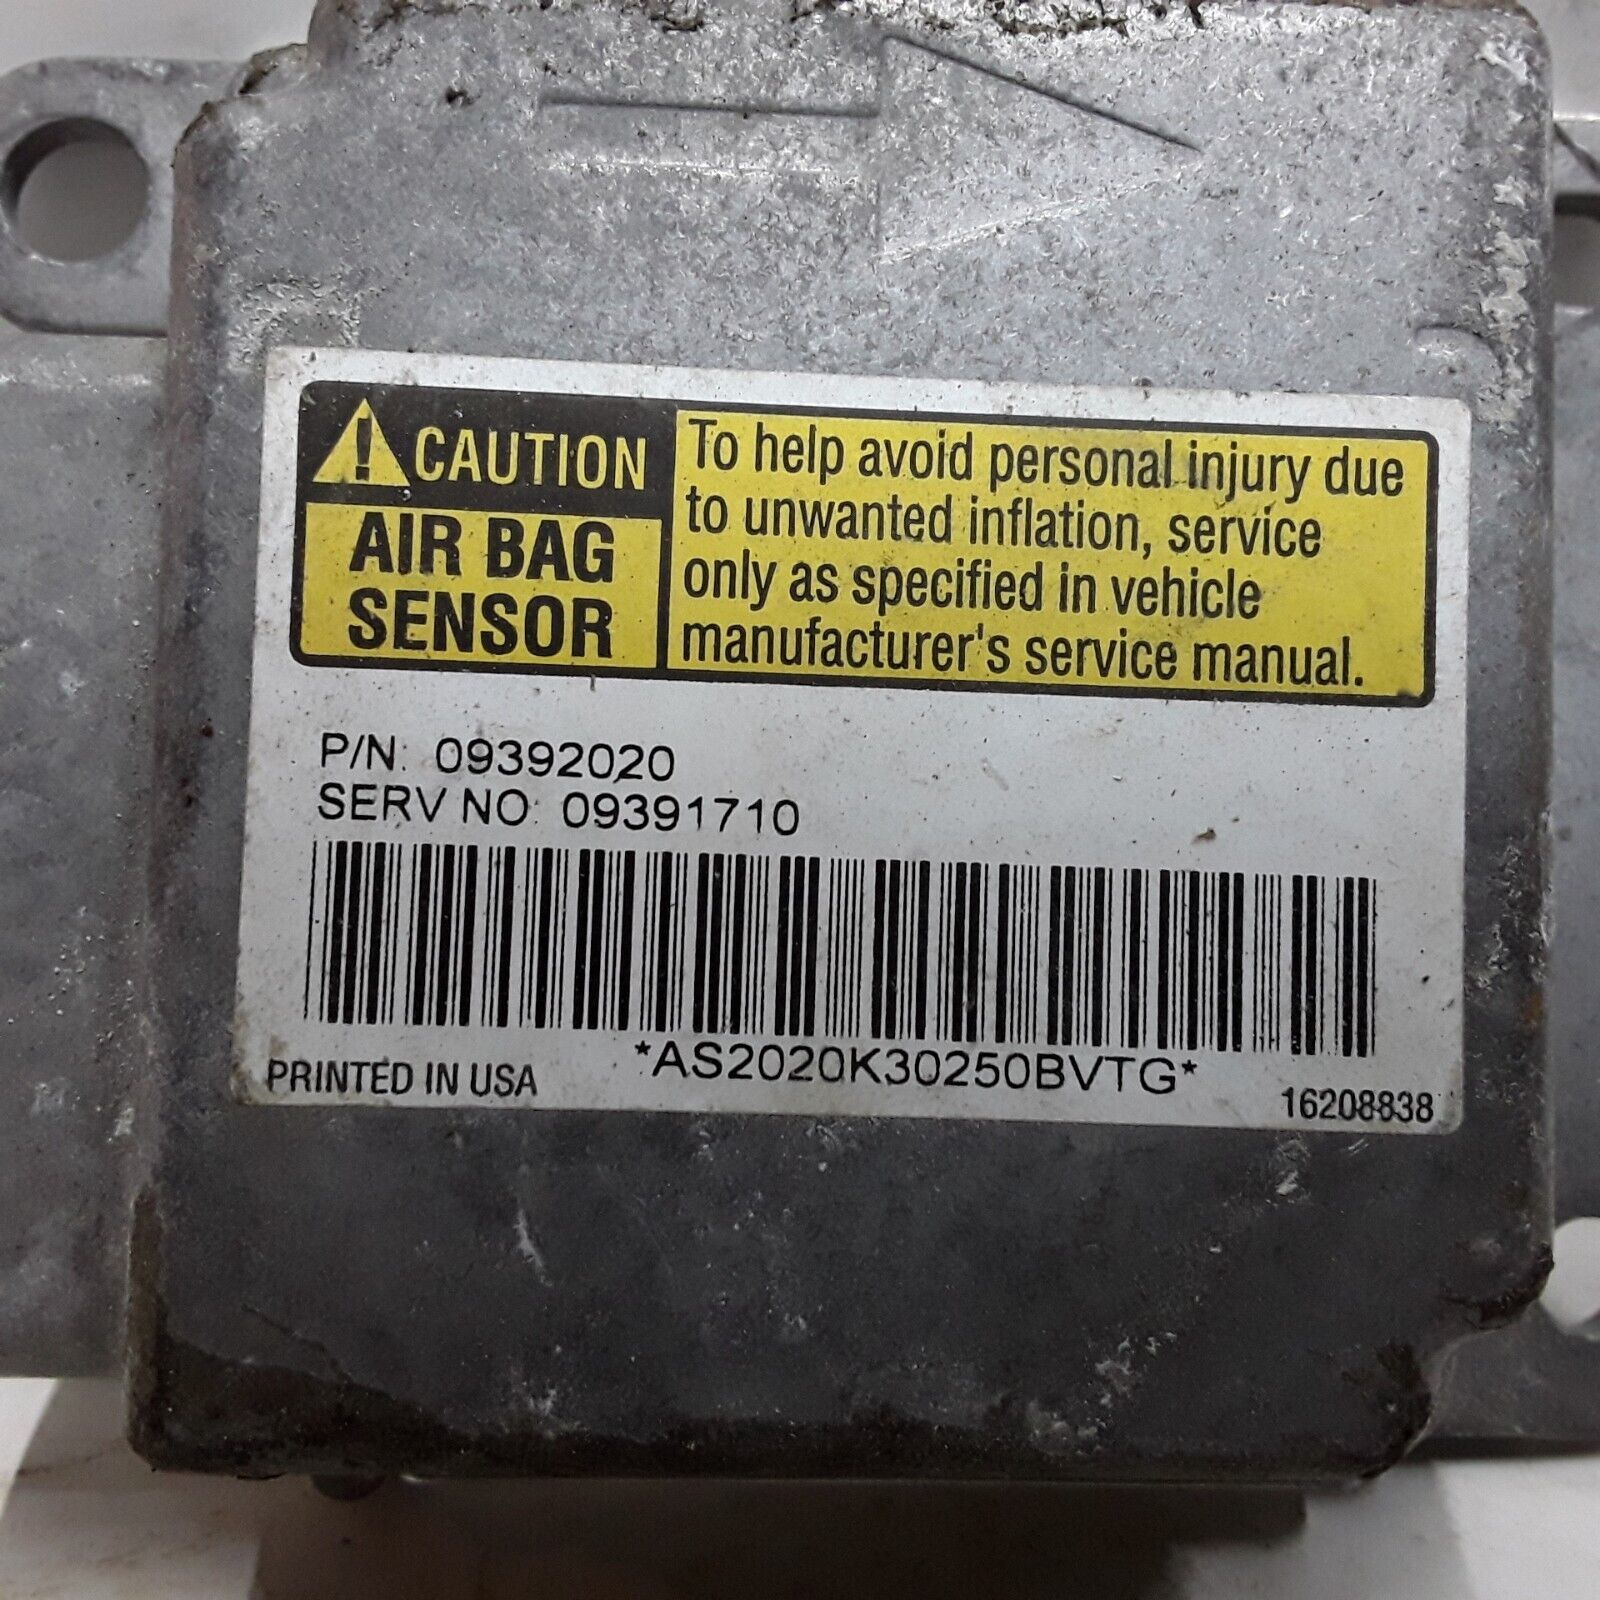 CAUTION
AIR BAG
SENSOR
To help avoid personal injury due
to unwanted inflation, service
only as specified in vehicle
manufacturer's service manual.
P/N: 09392020
SERV NO: 09391710
*AS2020K30250BVTG*
PRINTED IN USA
16208838